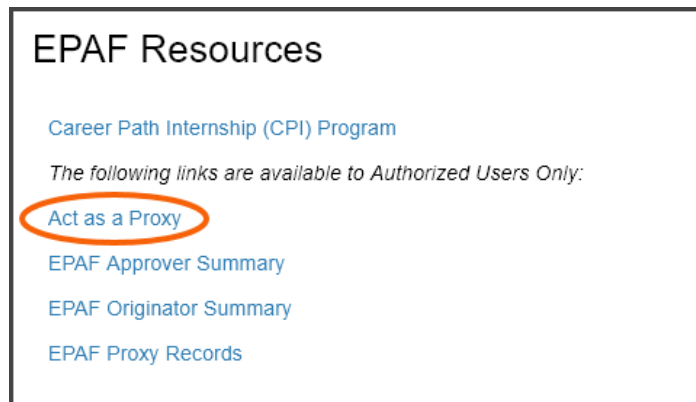 EPAF Resources
Career Path Internship (CPI) Program
The following links are available to Authorized Users Only:
Act as a Proxy
EPAF Approver Summary
EPAF Originator Summary
EPAF Proxy Records